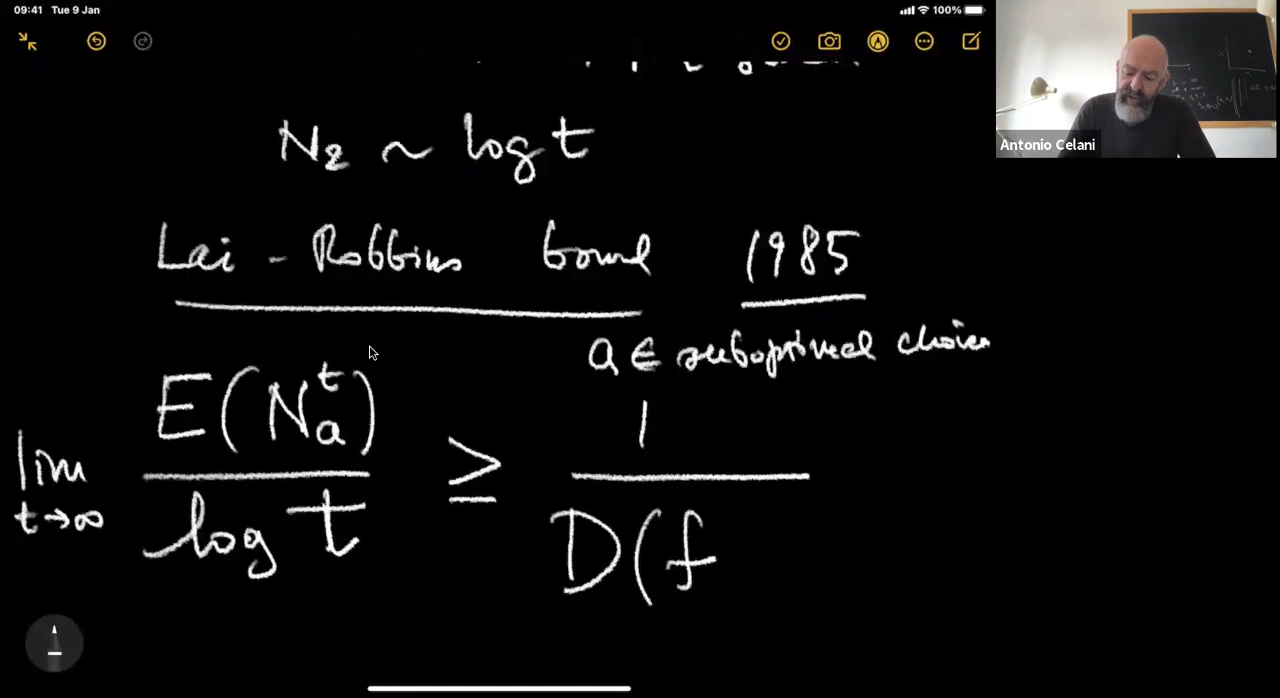 09:41 Tue 9 Jan
100%
Antonio Celani
N₂ ~ log t
Lai - Robbins bound 1985
a ∈ suboptimal choices
lim t→∞ E(Nₐᵗ) / log t ≥ 1 / D(f